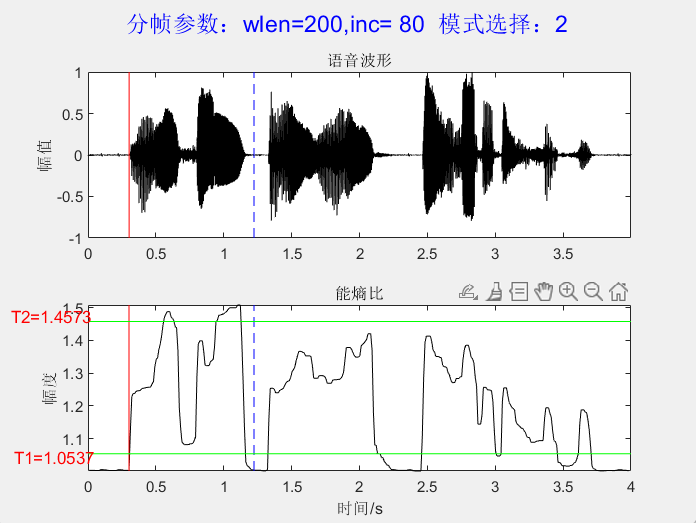 分帧参数：wlen=200,inc= 80 模式选择：2
语音波形
1
0.5
0
-0.5
-1
幅值
0 0.5 1 1.5 2 2.5 3 3.5
能熵比
1.5
T2=1.4573
1.4
1.3
1.2
1.1
T1=1.0537
幅度
0 0.5 1 1.5 2 2.5 3 3.5 4
时间/s